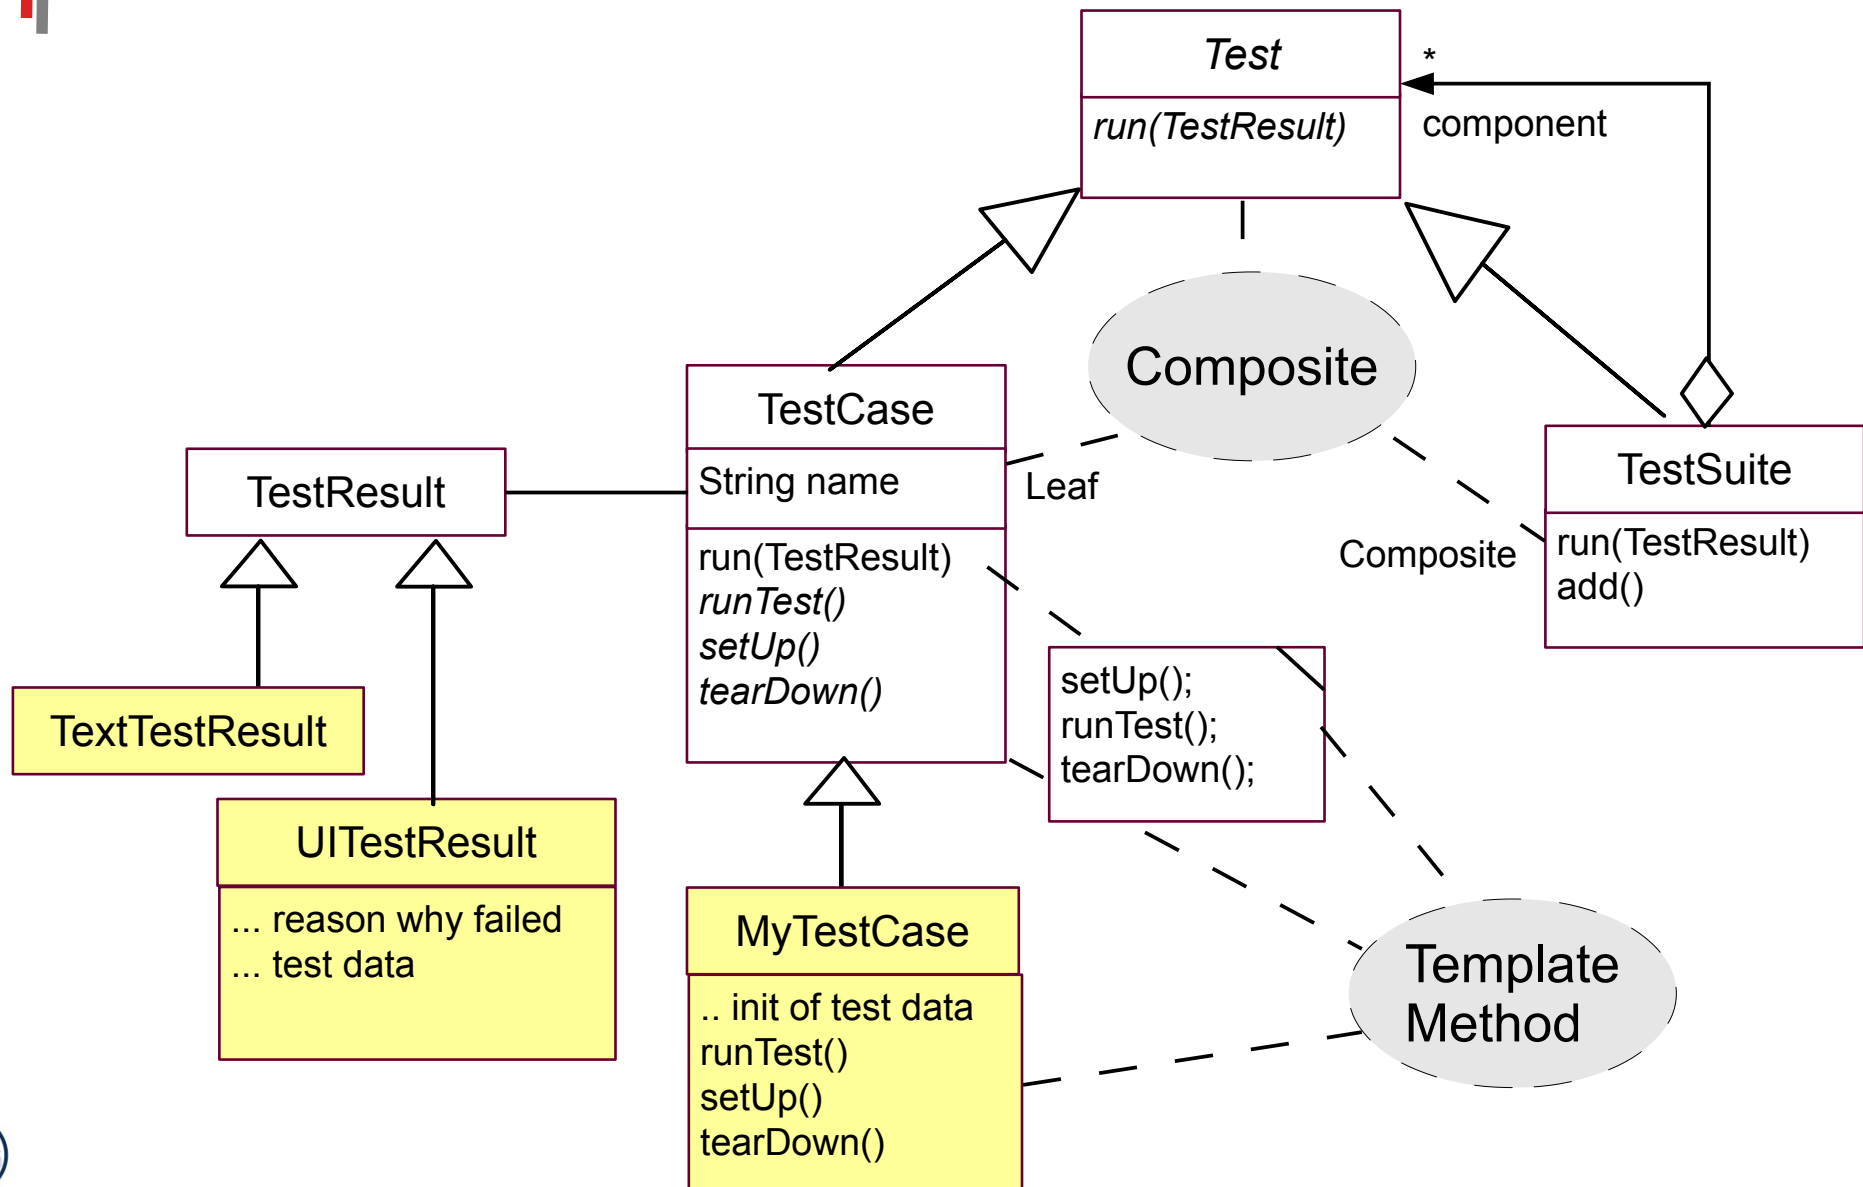 Test
*
run(TestResult)
component
Composite
TestCase
String name
Leaf
run(TestResult)
runTest()
setUp()
tearDown()
TestSuite
Composite
run(TestResult)
add()
TestResult
TextTestResult
UITestResult
... reason why failed
... test data
setUp();
runTest();
tearDown();
MyTestCase
.. init of test data
runTest()
setUp()
tearDown()
Template
Method